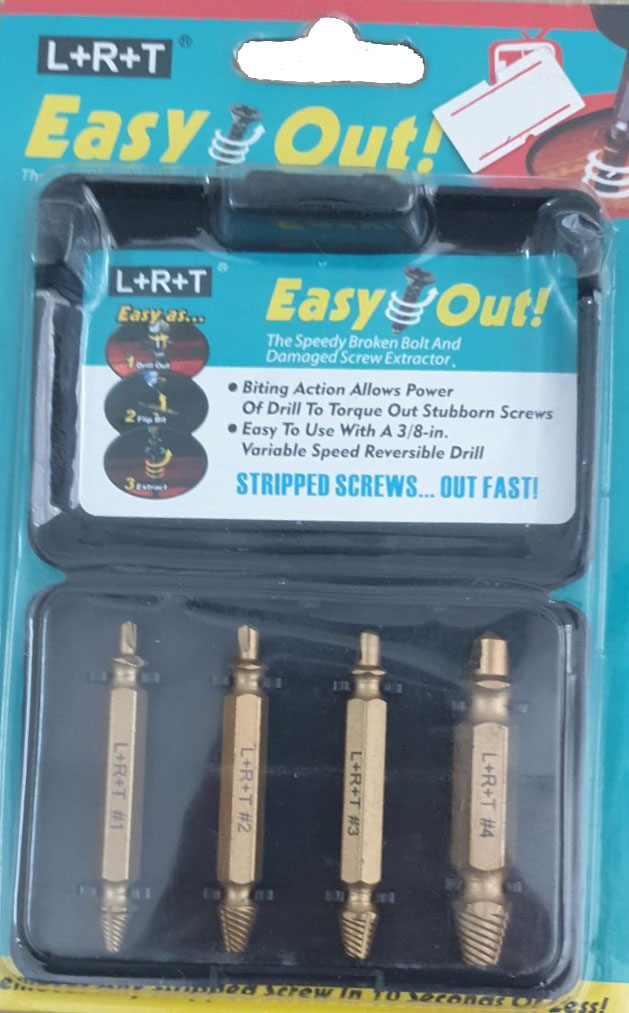 L+R+T ®
Easy Out!
Th
L+R+T ®
Easy Out!
The Speedy Broken Bolt And
Damaged Screw Extractor.
Easy as...
1 Drill Out
2 Flip Bit
3 Extract
• Biting Action Allows Power
Of Drill To Torque Out Stubborn Screws
• Easy To Use With A 3/8-in.
Variable Speed Reversible Drill
STRIPPED SCREWS... OUT FAST!
L+R+T #1
L+R+T #2
L+R+T #3
L+R+T #4
Stripped Screw In 10 Seconds Or Less!